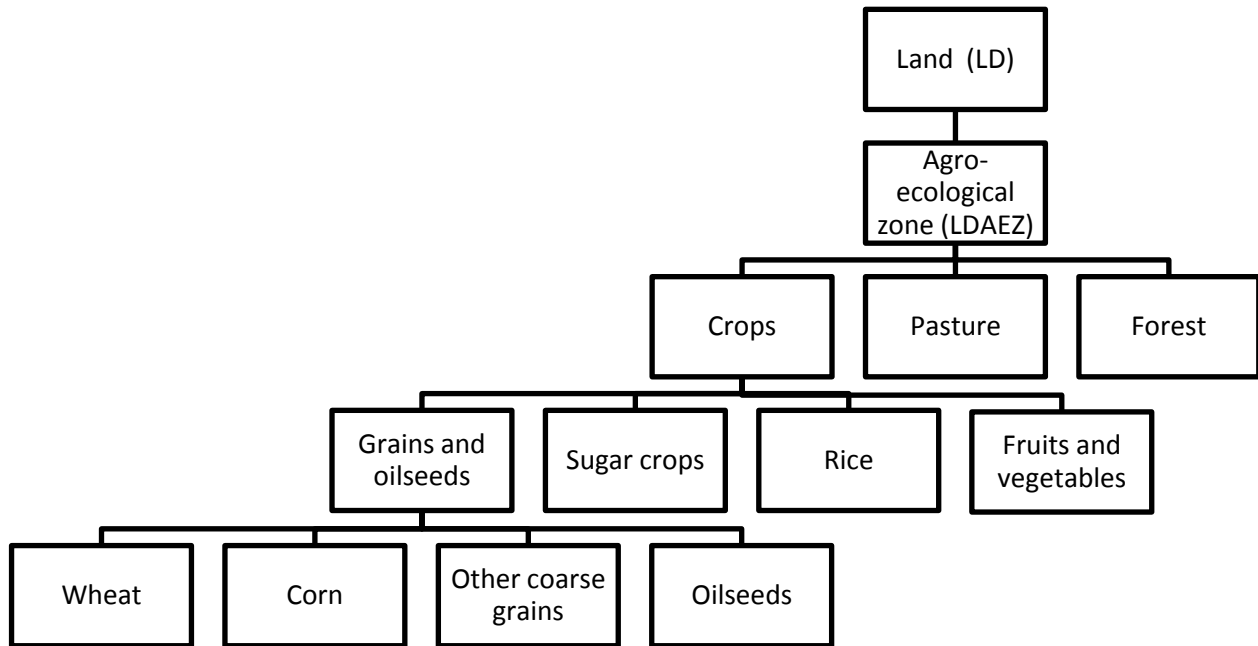 Land  (LD)
Agro-
ecological
zone (LDAEZ)
Crops
Pasture
Forest
Grains and
oilseeds
Sugar crops
Rice
Fruits and
vegetables
Wheat
Corn
Other coarse
grains
Oilseeds